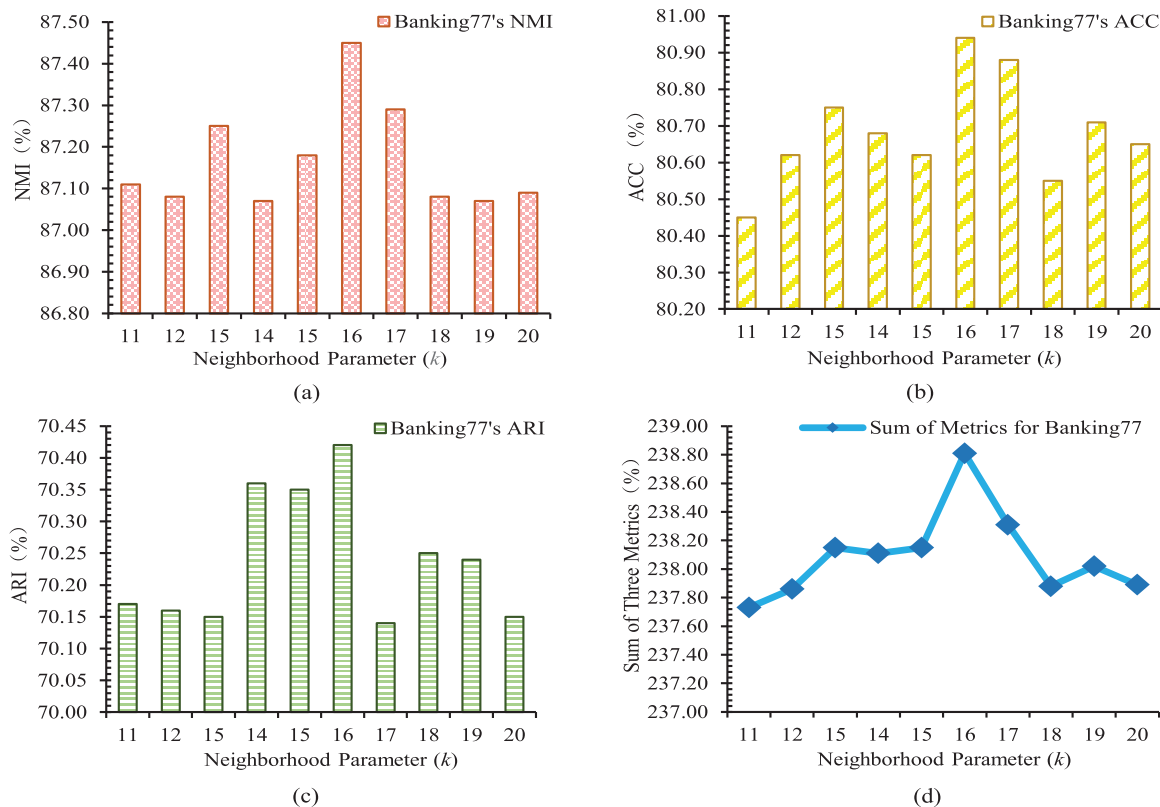 Banking77's NMI
87.50
87.40
87.30
87.20
87.10
87.00
86.90
86.80
NMI (%)
11 12 15 14 15 16 17 18 19 20
Neighborhood Parameter (k)
(a)
Banking77's ACC
81.00
80.90
80.80
80.70
80.60
80.50
80.40
80.30
80.20
ACC (%)
11 12 15 14 15 16 17 18 19 20
Neighborhood Parameter (k)
(b)
Banking77's ARI
70.45
70.40
70.35
70.30
70.25
70.20
70.15
70.10
70.05
70.00
ARI (%)
11 12 15 14 15 16 17 18 19 20
Neighborhood Parameter (k)
(c)
Sum of Metrics for Banking77
239.00
238.80
238.60
238.40
238.20
238.00
237.80
237.60
237.40
237.20
237.00
Sum of Three Metrics (%)
11 12 15 14 15 16 17 18 19 20
Neighborhood Parameter (k)
(d)